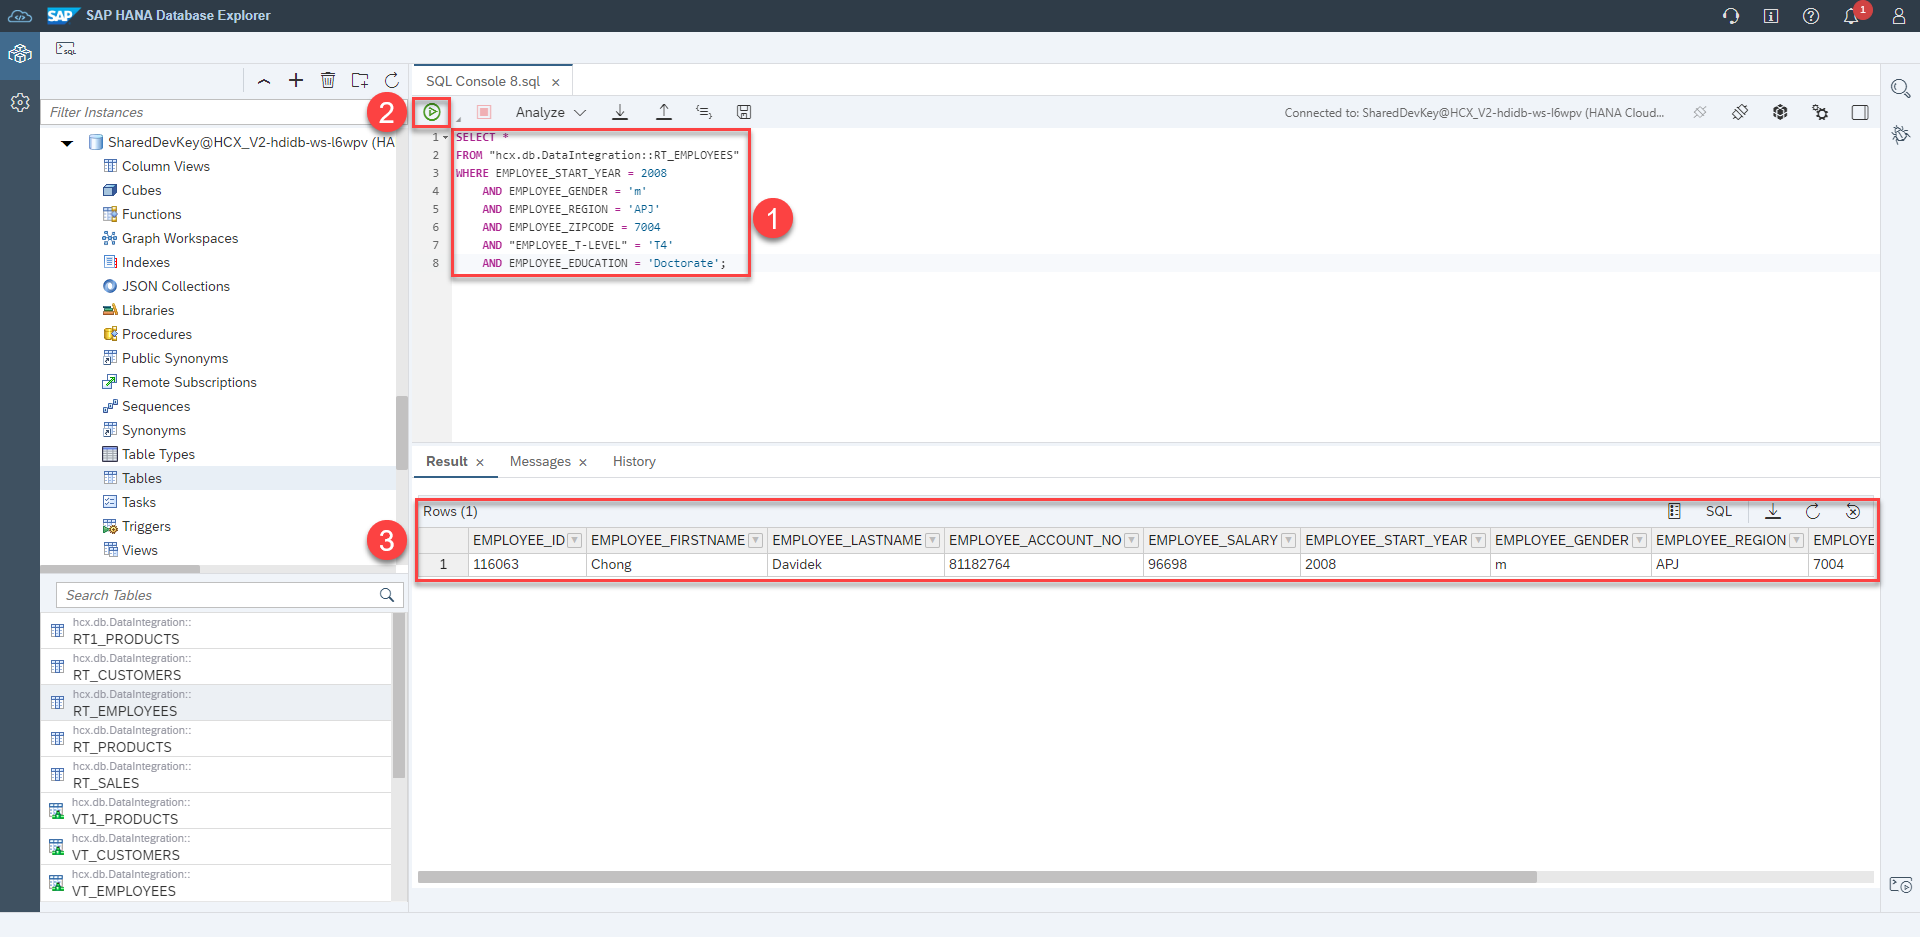 SAP SAP HANA Database Explorer
1
SQL
Filter Instances
SharedDevKey@HCX_V2-hdidb-ws-l6wpv (HA
Column Views
Cubes
Functions
Graph Workspaces
Indexes
JSON Collections
Libraries
Procedures
Public Synonyms
Remote Subscriptions
Sequences
Synonyms
Table Types
Tables
Tasks
Triggers
Views
Search Tables
hcx.db.DataIntegration::
RT1_PRODUCTS
hcx.db.DataIntegration::
RT_CUSTOMERS
hcx.db.DataIntegration::
RT_EMPLOYEES
hcx.db.DataIntegration::
RT_PRODUCTS
hcx.db.DataIntegration::
RT_SALES
hcx.db.DataIntegration::
VT1_PRODUCTS
hcx.db.DataIntegration::
VT_CUSTOMERS
hcx.db.DataIntegration::
VT_EMPLOYEES
SQL Console 8.sql
2
Analyze
Connected to: SharedDevKey@HCX_V2-hdidb-ws-l6wpv (HANA Cloud...
1 SELECT *
2 FROM "hcx.db.DataIntegration::RT_EMPLOYEES"
3 WHERE EMPLOYEE_START_YEAR = 2008
4 AND EMPLOYEE_GENDER = 'm'
5 AND EMPLOYEE_REGION = 'APJ'
6 AND EMPLOYEE_ZIPCODE = 7004
7 AND "EMPLOYEE_T-LEVEL" = 'T4'
8 AND EMPLOYEE_EDUCATION = 'Doctorate';
1
Result Messages History
3
Rows (1) SQL
EMPLOYEE_ID EMPLOYEE_FIRSTNAME EMPLOYEE_LASTNAME EMPLOYEE_ACCOUNT_NO EMPLOYEE_SALARY EMPLOYEE_START_YEAR EMPLOYEE_GENDER EMPLOYEE_REGION EMPLOYE
1 116063 Chong Davidek 81182764 96698 2008 m APJ 7004